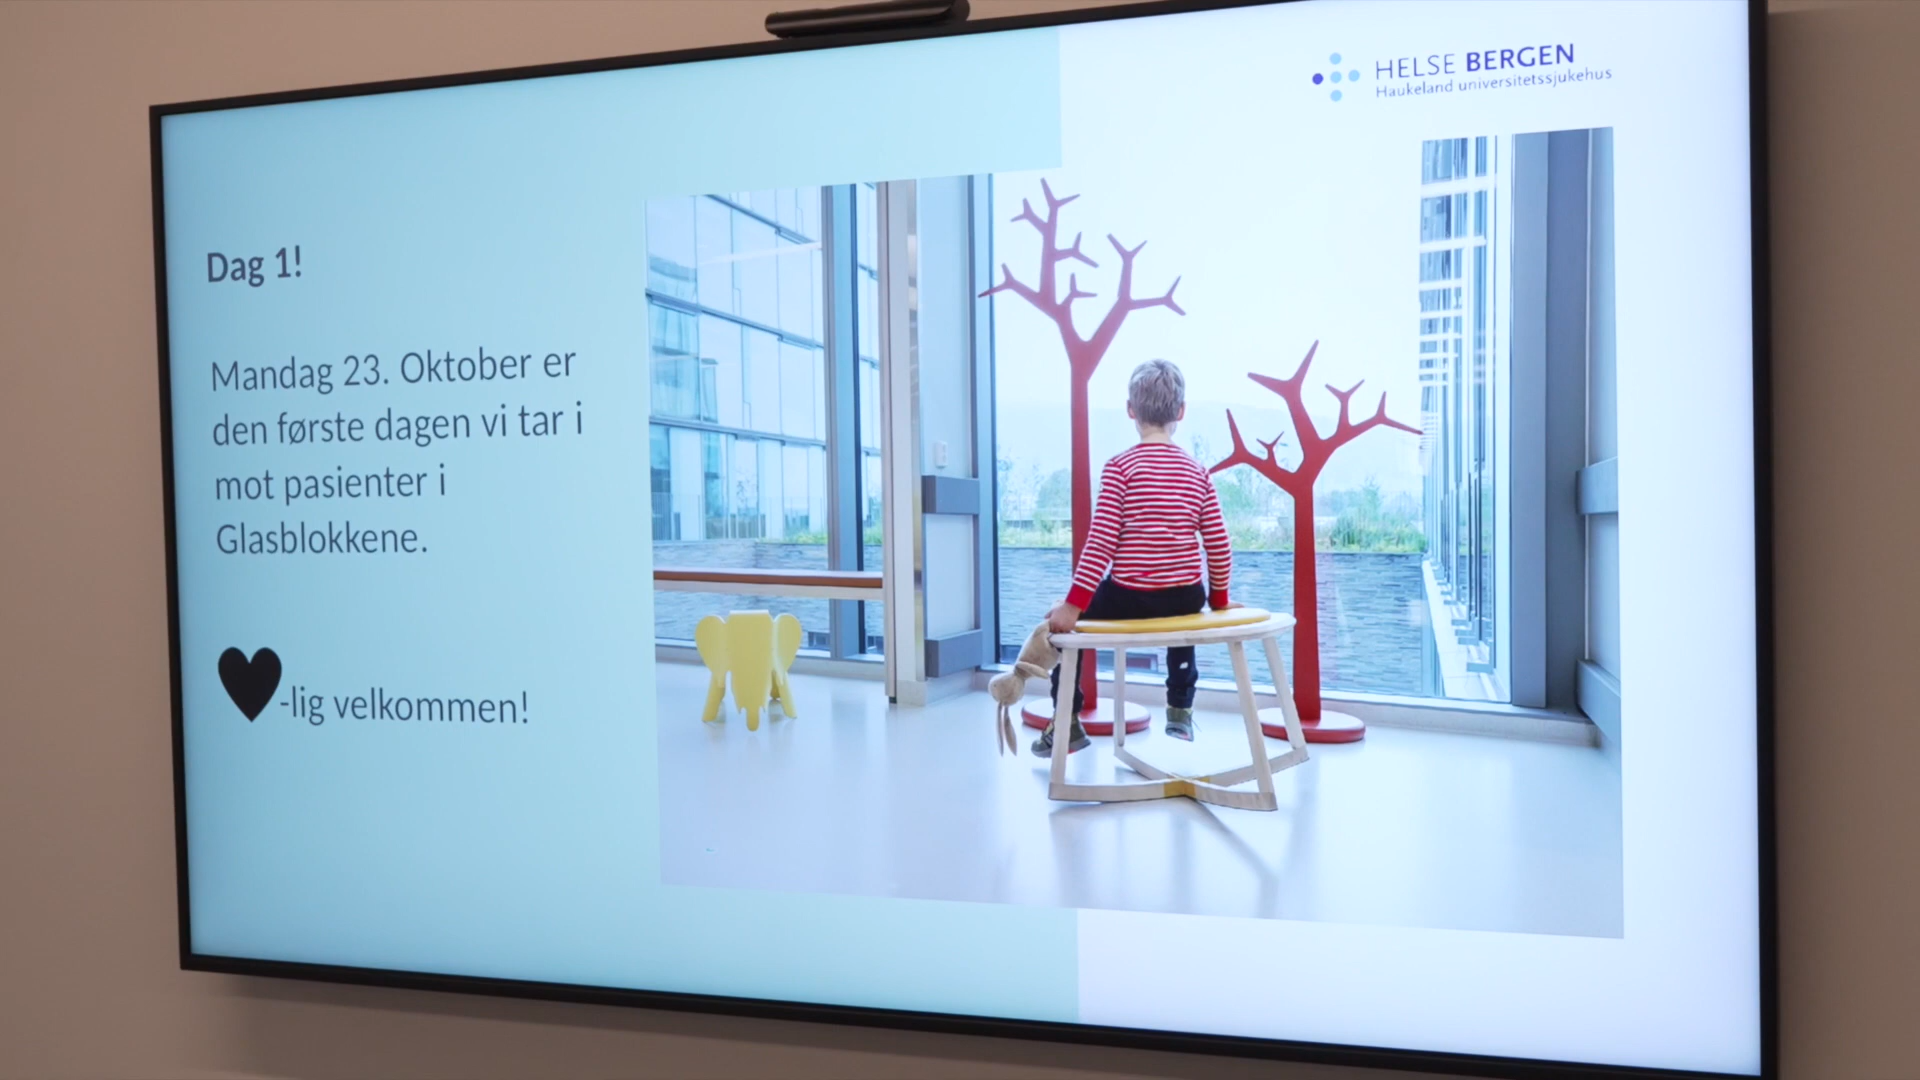 HELSE BERGEN
Haukeland universitetssjukehus
Dag 1!
Mandag 23. Oktober er
den første dagen vi tar i
mot pasienter i
Glasblokkene.
-lig velkommen!